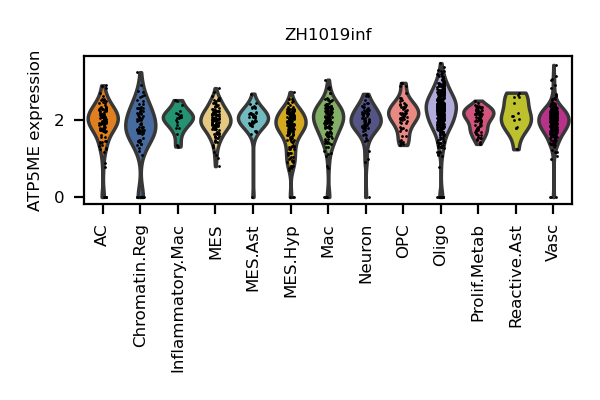 ZH1019inf
ATP5ME expression
2
0
AC
Chromatin.Reg
Inflammatory.Mac
MES
MES.Ast
MES.Hyp
Mac
Neuron
OPC
Oligo
Prolif.Metab
Reactive.Ast
Vasc